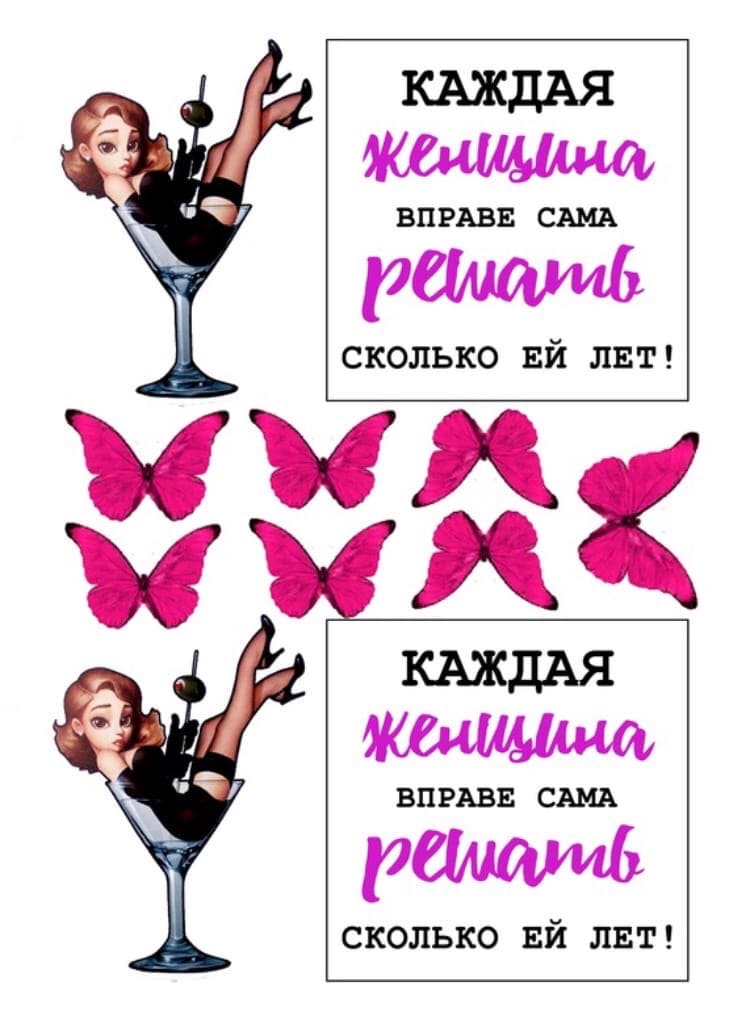 КАЖДАЯ
женщина
ВПРАВЕ САМА
решать
СКОЛЬКО ЕЙ ЛЕТ!
КАЖДАЯ
женщина
ВПРАВЕ САМА
решать
СКОЛЬКО ЕЙ ЛЕТ!